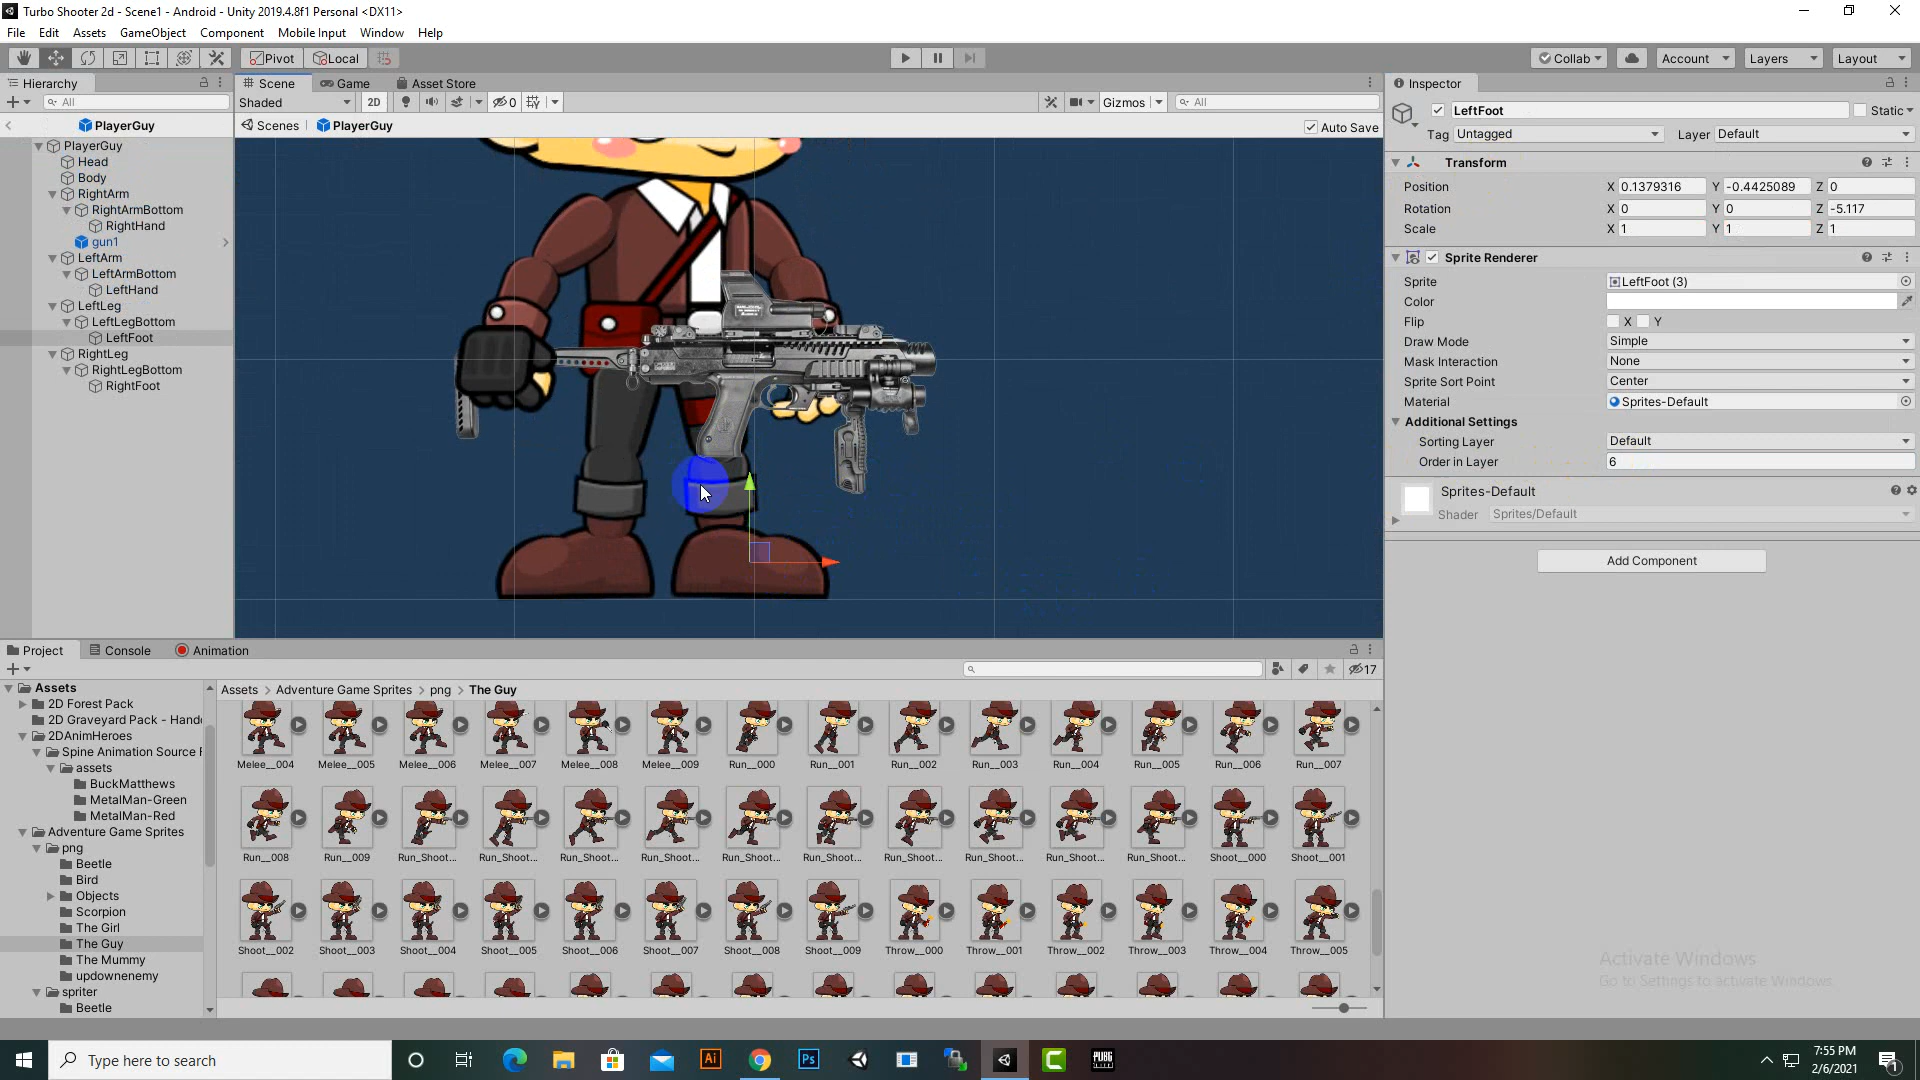 Turbo Shooter 2d - Scene1 - Android - Unity 2019.4.8f1 Personal <DX11>
File Edit Assets GameObject Component Mobile Input Window Help
Pivot Local Collab Account Layers Layout
Hierarchy
All
PlayerGuy
PlayerGuy
Head
Body
RightArm
RightArmBottom
RightHand
gun1
LeftArm
LeftArmBottom
LeftHand
LeftLeg
LeftLegBottom
LeftFoot
RightLeg
RightLegBottom
RightFoot
Scene Game Asset Store
Shaded 2D 0 Gizmos All
Scenes PlayerGuy Auto Save
Inspector
LeftFoot Static
Tag Untagged Layer Default
Transform
Position X 0.1379316 Y -0.4425089 Z 0
Rotation X 0 Y 0 Z -5.117
Scale X 1 Y 1 Z 1
Sprite Renderer
Sprite LeftFoot (3)
Color
Flip X Y
Draw Mode Simple
Mask Interaction None
Sprite Sort Point Center
Material Sprites-Default
Additional Settings
Sorting Layer Default
Order in Layer 6
Sprites-Default
Shader Sprites/Default
Add Component
Project Console Animation
17
Assets
2D Forest Pack
2D Graveyard Pack - Hand
2DAnimHeroes
Spine Animation Source F
assets
BuckMatthews
MetalMan-Green
MetalMan-Red
Adventure Game Sprites
png
Beetle
Bird
Objects
Scorpion
The Girl
The Guy
The Mummy
updownenemy
spriter
Beetle
Assets > Adventure Game Sprites > png > The Guy
Melee__004 Melee__005 Melee__006 Melee__007 Melee__008 Melee__009 Run__000 Run__001 Run__002 Run__003 Run__004 Run__005 Run__006 Run__007
Run__008 Run__009 Run_Shoot... Run_Shoot... Run_Shoot... Run_Shoot... Run_Shoot... Run_Shoot... Run_Shoot... Run_Shoot... Run_Shoot... Run_Shoot... Shoot__000 Shoot__001
Shoot__002 Shoot__003 Shoot__004 Shoot__005 Shoot__006 Shoot__007 Shoot__008 Shoot__009 Throw__000 Throw__001 Throw__002 Throw__003 Throw__004 Throw__005
Activate Windows
Go to Settings to activate Windows.
Type here to search
Ai Ps PUBG
7:55 PM
2/6/2021
1